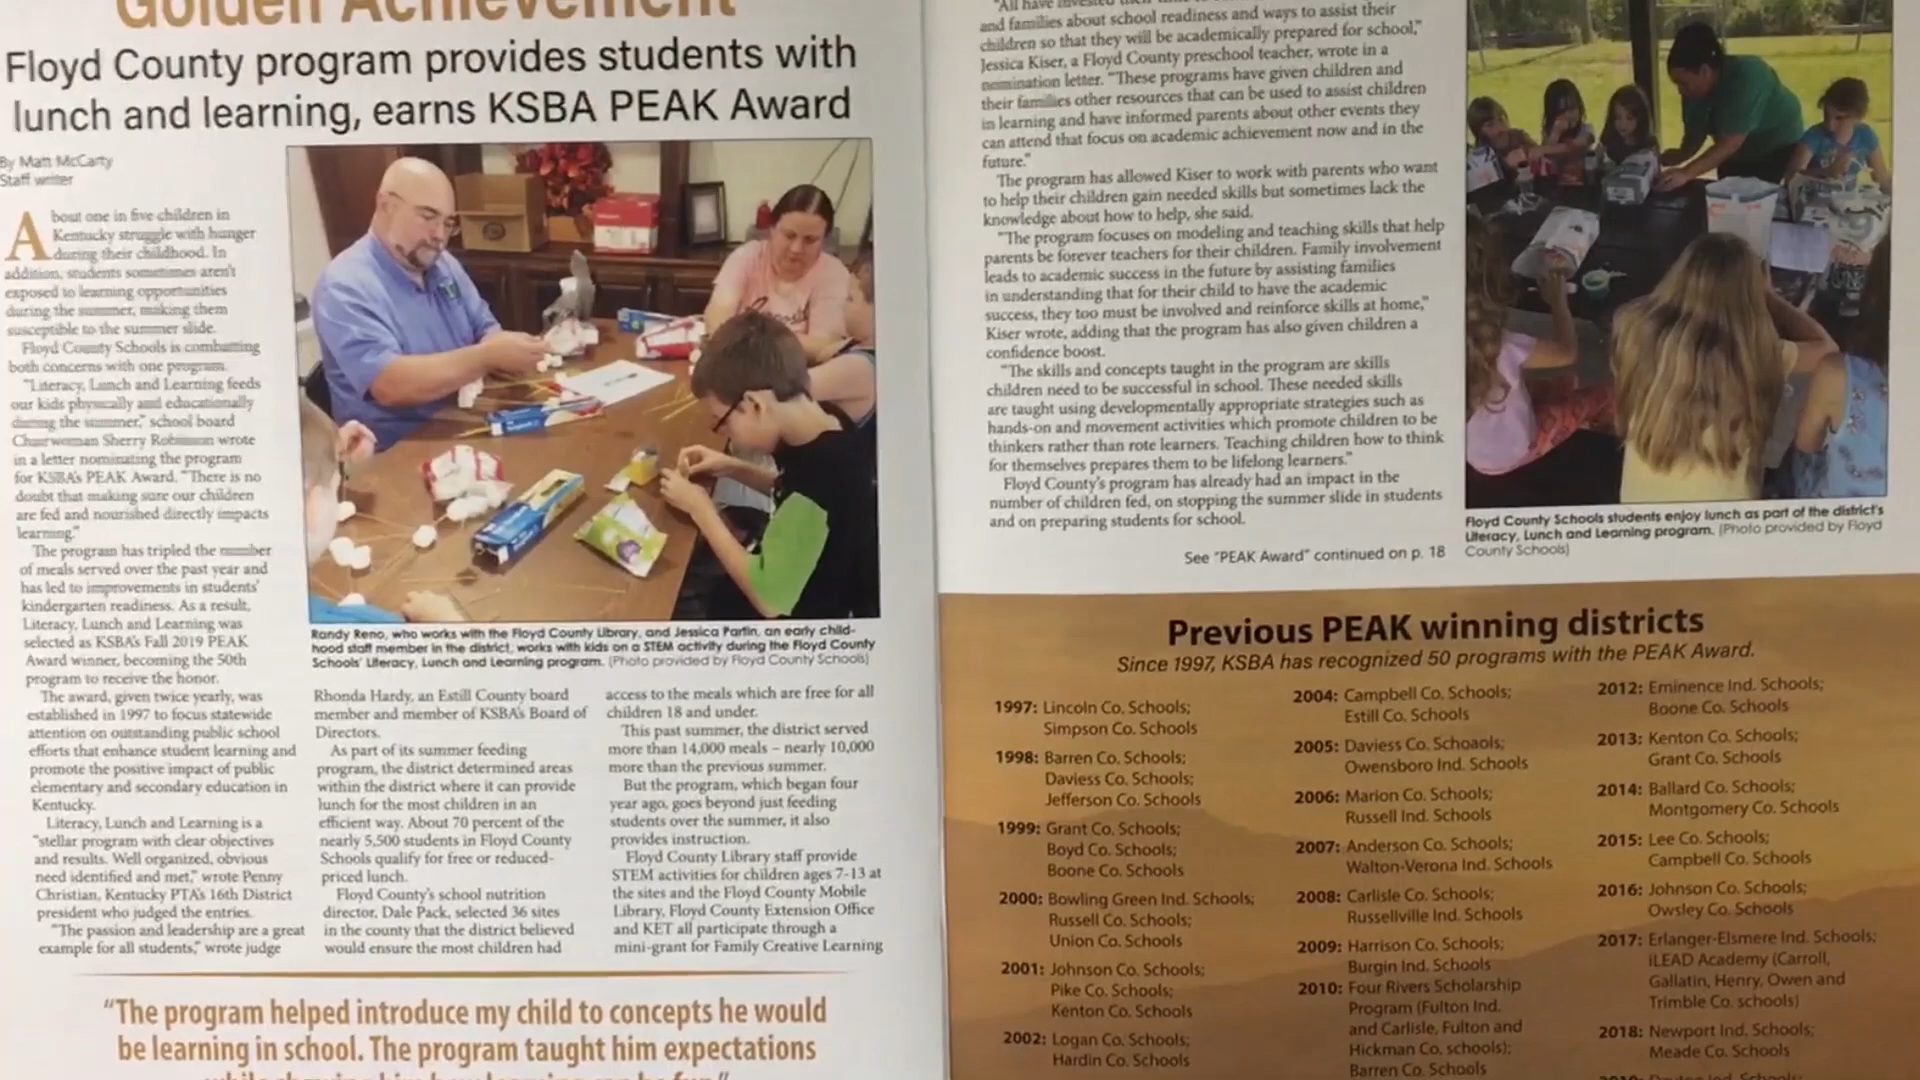 Golden Achievement
Floyd County program provides students with
lunch and learning, earns KSBA PEAK Award
By Matt McCarty
Staff writer
About one in five children in
Kentucky struggle with hunger
during their childhood. In
addition, students sometimes aren't
exposed to learning opportunities
during the summer, making them
susceptible to the summer slide.
Floyd County Schools is combatting
both concerns with one program.
"Literacy, Lunch and Learning feeds
our kids physically and educationally
during the summer," school board
Chairwoman Sherry Robinson wrote
in a letter nominating the program
for KSBA's PEAK Award. "There is no
doubt that making sure our children
are fed and nourished directly impacts
learning."
The program has tripled the number
of meals served over the past year and
has led to improvements in students'
kindergarten readiness. As a result,
Literacy, Lunch and Learning was
selected as KSBA's Fall 2019 PEAK
Award winner, becoming the 50th
program to receive the honor.
The award, given twice yearly, was
established in 1997 to focus statewide
attention on outstanding public school
efforts that enhance student learning and
promote the positive impact of public
elementary and secondary education in
Kentucky.
Literacy, Lunch and Learning is a
"stellar program with clear objectives
and results. Well organized, obvious
need identified and met," wrote Penny
Christian, Kentucky PTA's 16th District
president who judged the entries.
"The passion and leadership are a great
example for all students," wrote judge
Randy Reno, who works with the Floyd County Library, and Jessica Partin, an early child-
hood staff member in the district, works with kids on a STEM activity during the Floyd County
Schools' Literacy, Lunch and Learning program. (Photo provided by Floyd County Schools)
Rhonda Hardy, an Estill County board
member and member of KSBA's Board of
Directors.
As part of its summer feeding
program, the district determined areas
within the district where it can provide
lunch for the most children in an
efficient way. About 70 percent of the
nearly 5,500 students in Floyd County
Schools qualify for free or reduced-
priced lunch.
Floyd County's school nutrition
director, Dale Pack, selected 36 sites
in the county that the district believed
would ensure the most children had
access to the meals which are free for all
children 18 and under.
This past summer, the district served
more than 14,000 meals – nearly 10,000
more than the previous summer.
But the program, which began four
year ago, goes beyond just feeding
students over the summer, it also
provides instruction.
Floyd County Library staff provide
STEM activities for children ages 7-13 at
the sites and the Floyd County Mobile
Library, Floyd County Extension Office
and KET all participate through a
mini-grant for Family Creative Learning
"The program helped introduce my child to concepts he would
be learning in school. The program taught him expectations
"All have invested their time to
and families about school readiness and ways to assist their
children so that they will be academically prepared for school,"
Jessica Kiser, a Floyd County preschool teacher, wrote in a
nomination letter. "These programs have given children and
their families other resources that can be used to assist children
in learning and have informed parents about other events they
can attend that focus on academic achievement now and in the
future."
The program has allowed Kiser to work with parents who want
to help their children gain needed skills but sometimes lack the
knowledge about how to help, she said.
"The program focuses on modeling and teaching skills that help
parents be forever teachers for their children. Family involvement
leads to academic success in the future by assisting families
in understanding that for their child to have the academic
success, they too must be involved and reinforce skills at home,"
Kiser wrote, adding that the program has also given children a
confidence boost.
"The skills and concepts taught in the program are skills
children need to be successful in school. These needed skills
are taught using developmentally appropriate strategies such as
hands-on and movement activities which promote children to be
thinkers rather than rote learners. Teaching children how to think
for themselves prepares them to be lifelong learners."
Floyd County's program has already had an impact in the
number of children fed, on stopping the summer slide in students
and on preparing students for school.
See "PEAK Award" continued on p. 18
Floyd County Schools students enjoy lunch as part of the district's
Literacy, Lunch and Learning program. (Photo provided by Floyd
County Schools)
Previous PEAK winning districts
Since 1997, KSBA has recognized 50 programs with the PEAK Award.
1997: Lincoln Co. Schools;
Simpson Co. Schools
1998: Barren Co. Schools;
Daviess Co. Schools;
Jefferson Co. Schools
1999: Grant Co. Schools;
Boyd Co. Schools;
Boone Co. Schools
2000: Bowling Green Ind. Schools;
Russell Co. Schools;
Union Co. Schools
2001: Johnson Co. Schools;
Pike Co. Schools;
Kenton Co. Schools
2002: Logan Co. Schools;
Hardin Co. Schools
2004: Campbell Co. Schools;
Estill Co. Schools
2005: Daviess Co. Schoaols;
Owensboro Ind. Schools
2006: Marion Co. Schools;
Russell Ind. Schools
2007: Anderson Co. Schools;
Walton-Verona Ind. Schools
2008: Carlisle Co. Schools;
Russellville Ind. Schools
2009: Harrison Co. Schools;
Burgin Ind. Schools
2010: Four Rivers Scholarship
Program (Fulton Ind.
and Carlisle, Fulton and
Hickman Co. schools);
Barren Co. Schools
2012: Eminence Ind. Schools;
Boone Co. Schools
2013: Kenton Co. Schools;
Grant Co. Schools
2014: Ballard Co. Schools;
Montgomery Co. Schools
2015: Lee Co. Schools;
Campbell Co. Schools
2016: Johnson Co. Schools;
Owsley Co. Schools
2017: Erlanger-Elsmere Ind. Schools;
iLEAD Academy (Carroll,
Gallatin, Henry, Owen and
Trimble Co. schools)
2018: Newport Ind. Schools;
Meade Co. Schools